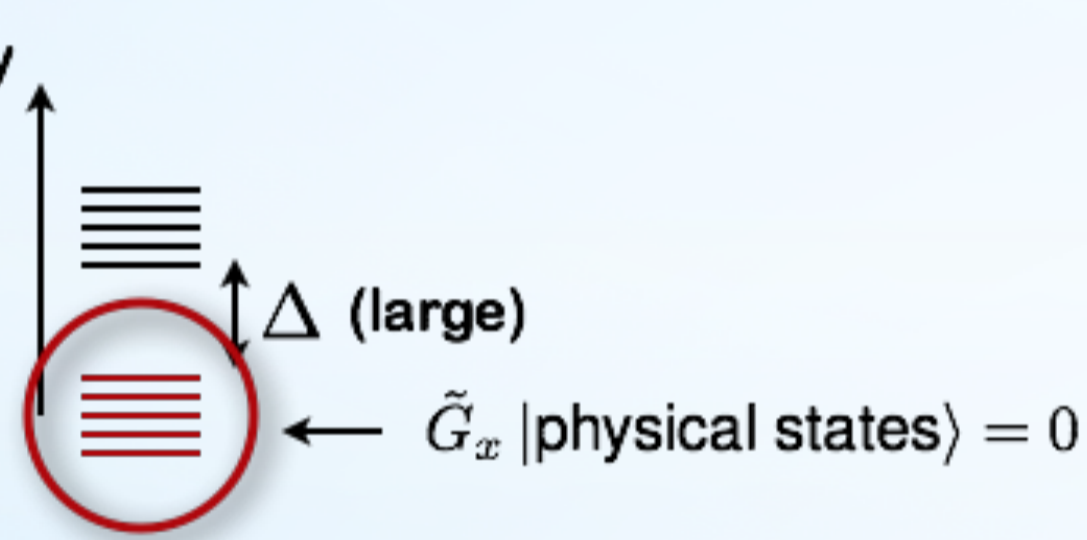 y
Δ (large)
G̃ₓ |physical states⟩ = 0